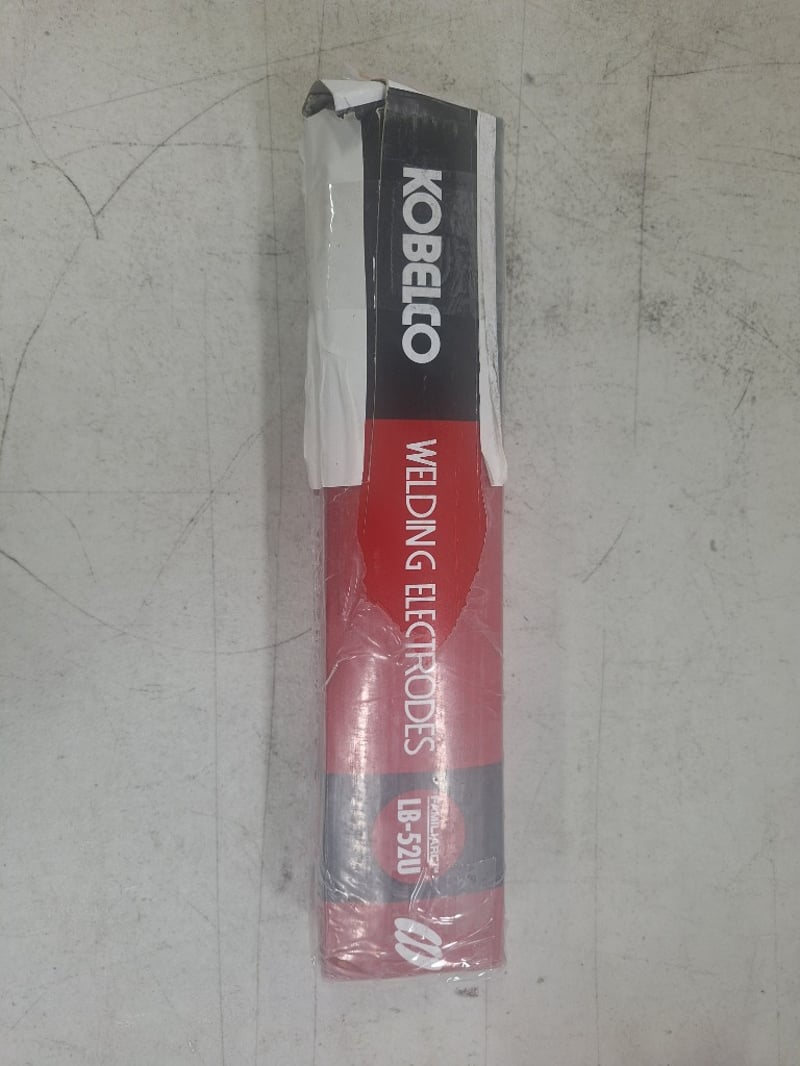 KOBELCO
WELDING ELECTRODES
FAMILIARC
LB-52U